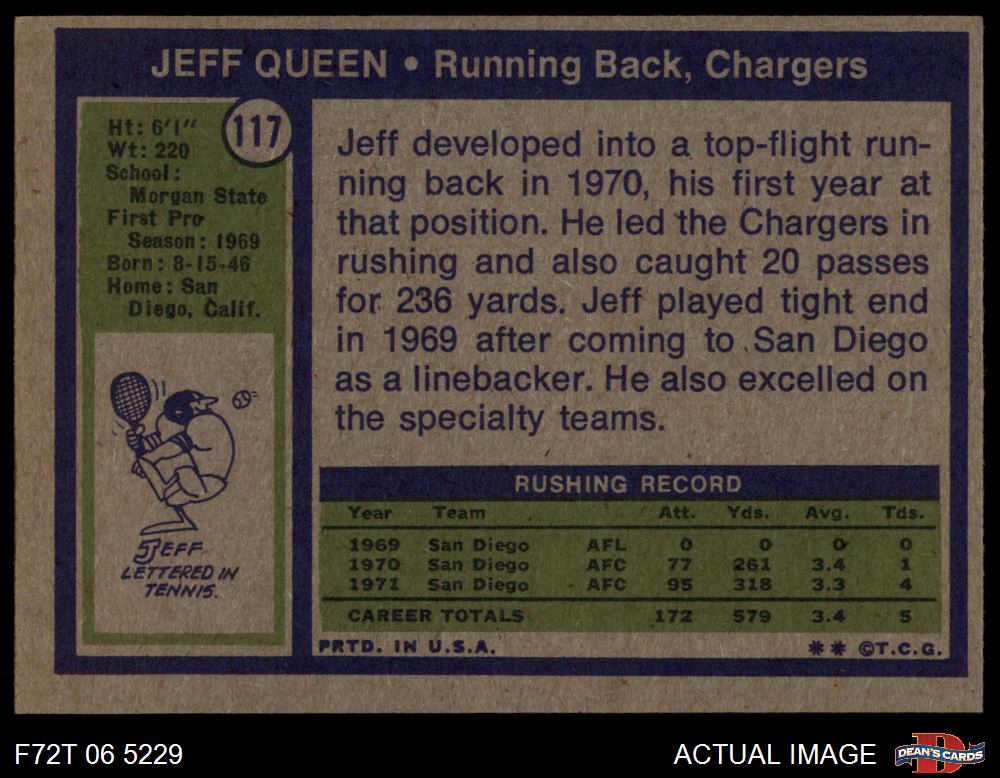 JEFF QUEEN • Running Back, Chargers
117
Ht: 6'1"
Wt: 220
School:
Morgan State
First Pro
Season: 1969
Born: 8-15-46
Home: San
Diego, Calif.
JEFF
LETTERED IN
TENNIS.
Jeff developed into a top-flight run-
ning back in 1970, his first year at
that position. He led the Chargers in
rushing and also caught 20 passes
for 236 yards. Jeff played tight end
in 1969 after coming to San Diego
as a linebacker. He also excelled on
the specialty teams.
RUSHING RECORD
Year Team Att. Yds. Avg. Tds.
1969 San Diego AFL 0 0 0 0
1970 San Diego AFC 77 261 3.4 1
1971 San Diego AFC 95 318 3.3 4
CAREER TOTALS 172 579 3.4 5
PRTD. IN U.S.A. ** ©T.C.G.
F72T 06 5229 ACTUAL IMAGE
D
DEAN'S CARDS